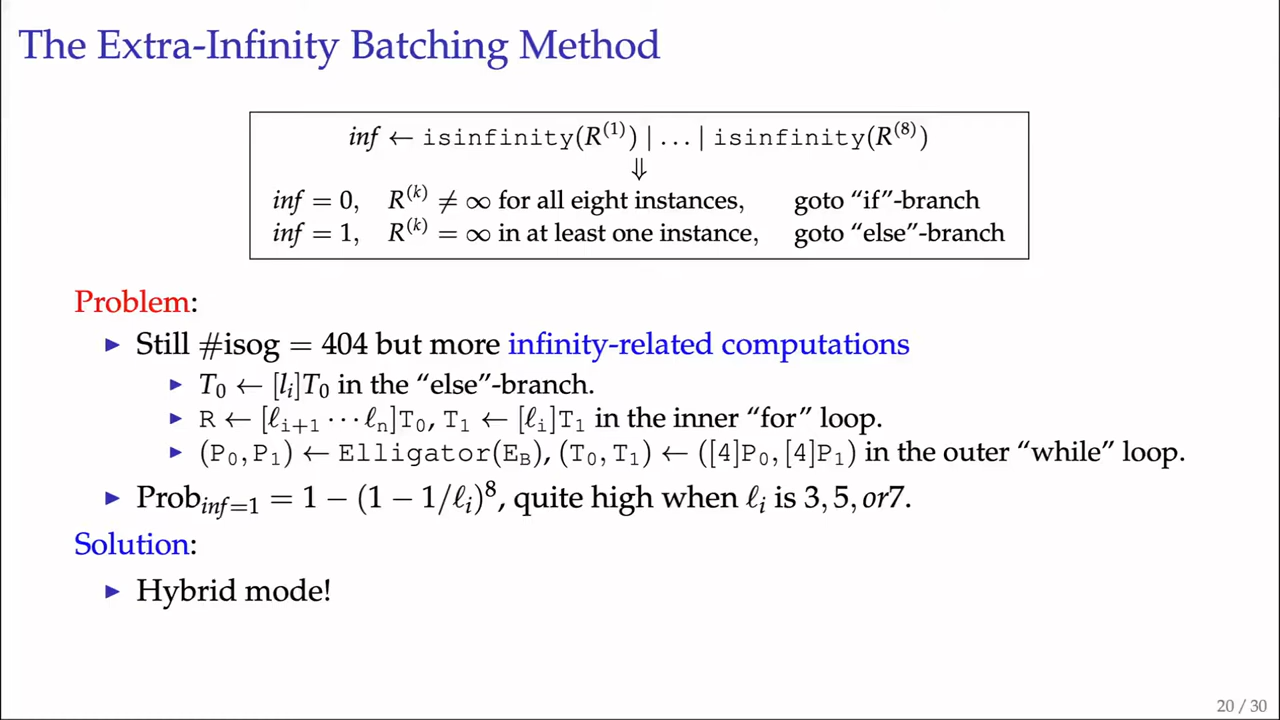 The Extra-Infinity Batching Method
inf ← isinfinity(R⁽¹⁾) | ... | isinfinity(R⁽⁸⁾)
⇓
inf = 0, R⁽ᵏ⁾ ≠ ∞ for all eight instances, goto “if”-branch
inf = 1, R⁽ᵏ⁾ = ∞ in at least one instance, goto “else”-branch
Problem:
▶ Still #isog = 404 but more infinity-related computations
▶ T₀ ← [lᵢ]T₀ in the “else”-branch.
▶ R ← [ℓᵢ₊₁ ··· ℓₙ]T₀, T₁ ← [ℓᵢ]T₁ in the inner “for” loop.
▶ (P₀,P₁) ← Elligator(E_B), (T₀,T₁) ← ([4]P₀,[4]P₁) in the outer “while” loop.
▶ Prob_{inf=1} = 1 − (1 − 1/ℓᵢ)⁸, quite high when ℓᵢ is 3, 5, or7.
Solution:
▶ Hybrid mode!
20 / 30